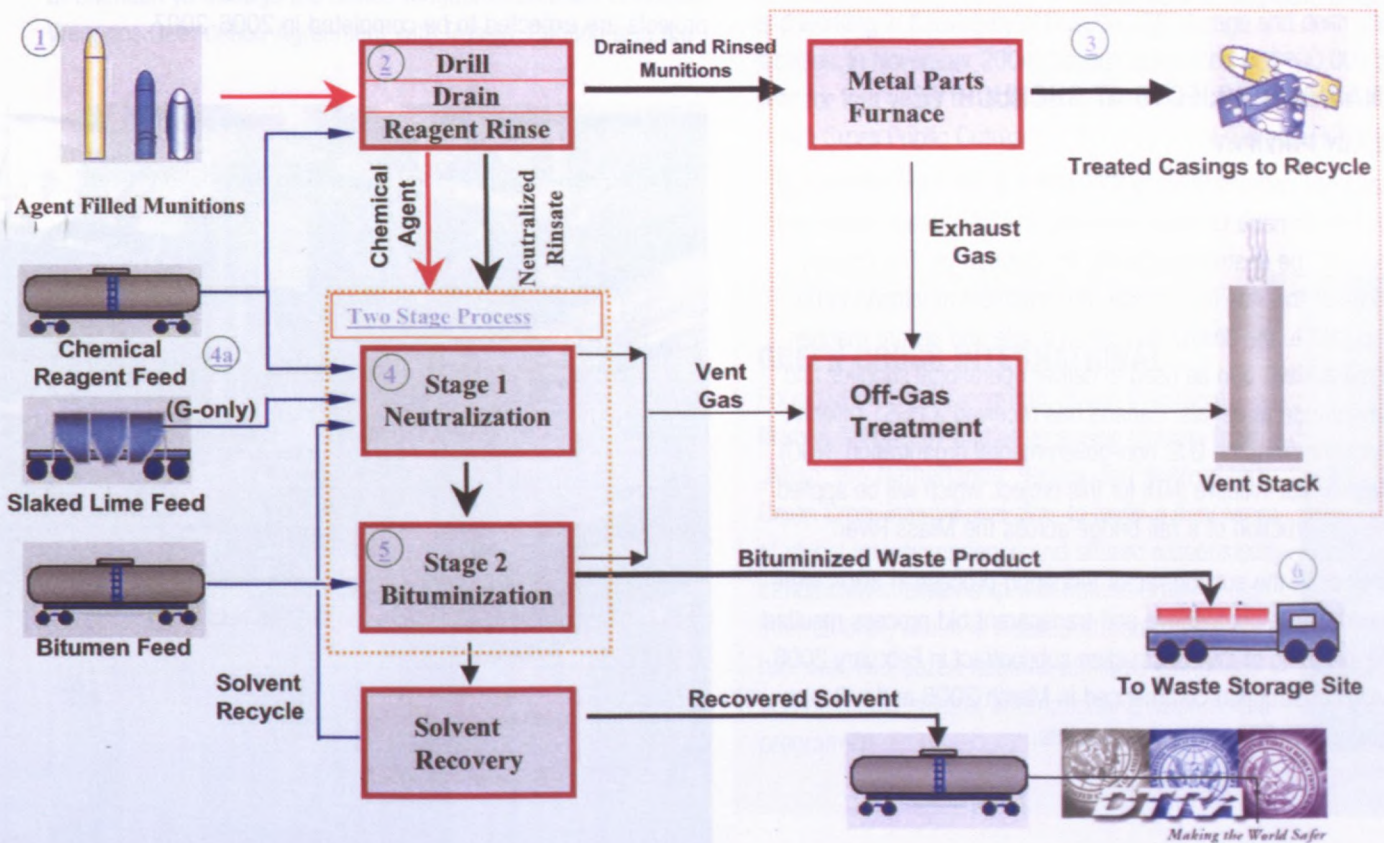 1
2
3
Drill
Drain
Reagent Rinse
Drained and Rinsed
Munitions
Metal Parts
Furnace
Treated Casings to Recycle
Agent Filled Munitions
Chemical
Agent
Neutralized
Rinsate
Exhaust
Gas
Two Stage Process
Chemical
Reagent Feed
4a
(G-only)
4
Stage 1
Neutralization
Vent
Gas
Off-Gas
Treatment
Vent Stack
Slaked Lime Feed
5
Stage 2
Bituminization
Bituminized Waste Product
6
Bitumen Feed
To Waste Storage Site
Solvent
Recycle
Solvent
Recovery
Recovered Solvent
DTRA
Making the World Safer